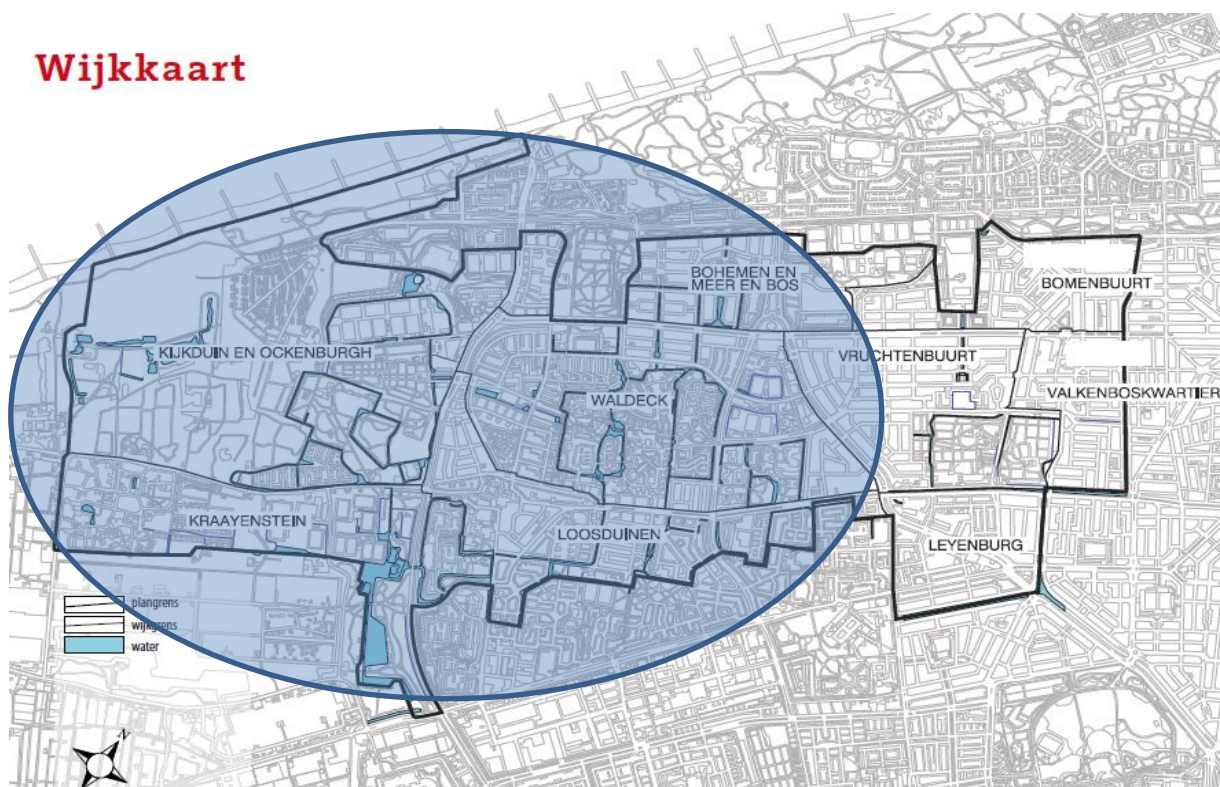 Wijkkaart
BOHEMEN EN
MEER EN BOS
BOMENBUURT
KIJKDUIN EN OCKENBURGH
VRUCHTENBUURT
WALDECK
VALKENBOSKWARTIER
KRAAYENSTEIN
LOOSDUINEN
LEYENBURG
plangrens
wijkgrens
water
N